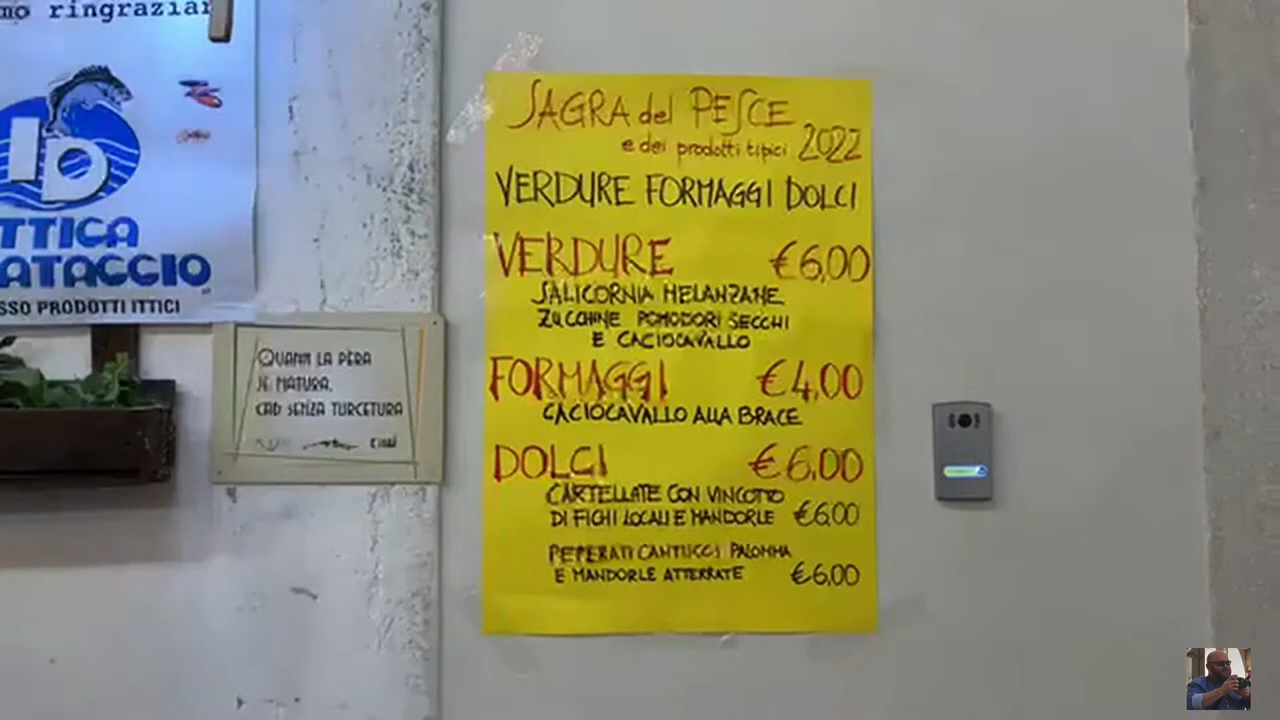 mo ringraziar
ID
TTICA
ATACCIO
SSO PRODOTTI ITTICI
QUANN LA PÈRA
JE MATURA,
CAD SENZA TURCETURA
SAGRA del PESCE
e dei prodotti tipici 2022
VERDURE FORMAGGI DOLCI
VERDURE €6,00
SALICORNIA MELANZANE
ZUCCHINE POMODORI SECCHI
E CACIOCAVALLO
FORMAGGI €4,00
CACIOCAVALLO ALLA BRACE
DOLCI €6,00
CARTELLATE CON VINCOTTO
DI FICHI LOCALI E MANDORLE €6,00
PEPERATI CANTUCCI PALOMMA
E MANDORLE ATTERRATE €6,00